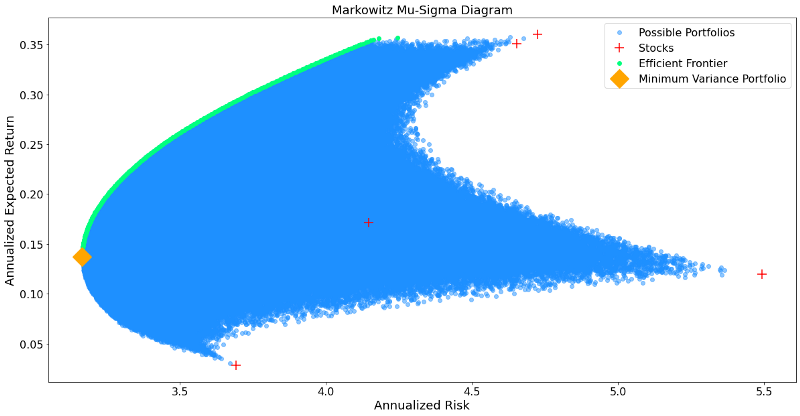 Markowitz Mu-Sigma Diagram
Possible Portfolios
Stocks
Efficient Frontier
Minimum Variance Portfolio
Annualized Expected Return
0.35
0.30
0.25
0.20
0.15
0.10
0.05
3.5 4.0 4.5 5.0 5.5
Annualized Risk